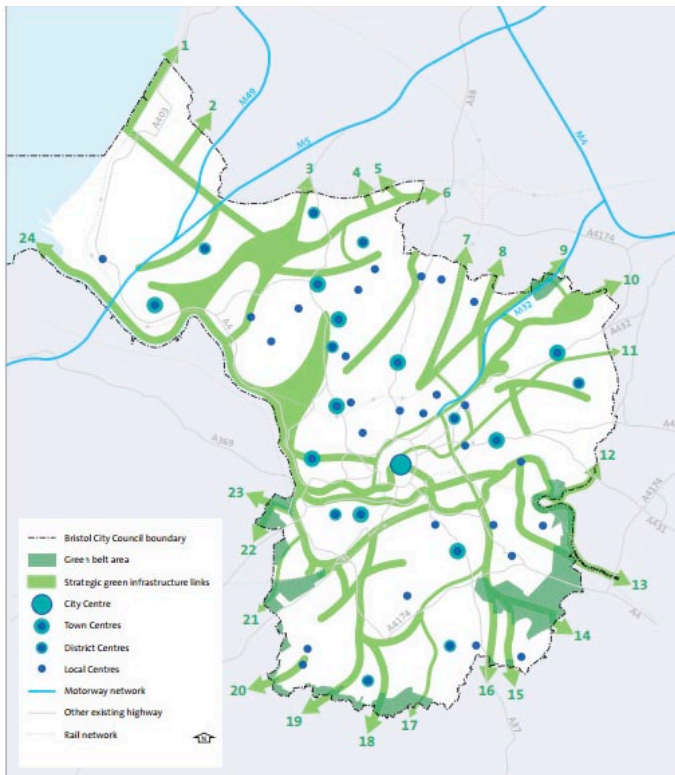 1
2
M49
A403
M5
A38
M4
3
4
5
6
24
7
8
9
A4174
10
M32
A432
11
A4
A369
A4
12
A4174
A431
23
22
13
A4
14
A4174
21
20
19
18
17
16
15
A37
Bristol City Council boundary
Green belt area
Strategic green infrastructure links
City Centre
Town Centres
District Centres
Local Centres
Motorway network
Other existing highway
Rail network
N